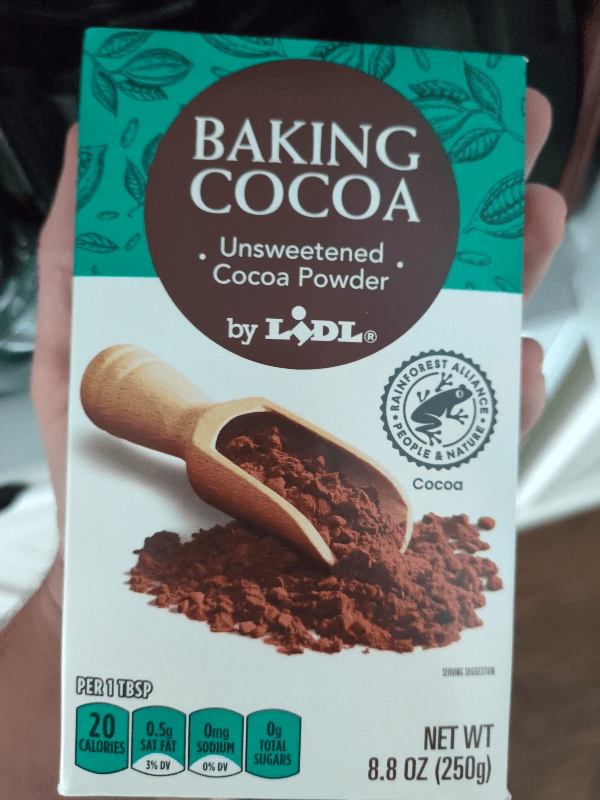 BAKING
COCOA
· Unsweetened ·
Cocoa Powder
by LIDL®
RAINFOREST ALLIANCE
• PEOPLE & NATURE •
Cocoa
SERVING SUGGESTION
PER 1 TBSP
20
CALORIES
0.5g
SAT FAT
3% DV
0mg
SODIUM
0% DV
0g
TOTAL
SUGARS
NET WT
8.8 OZ (250g)